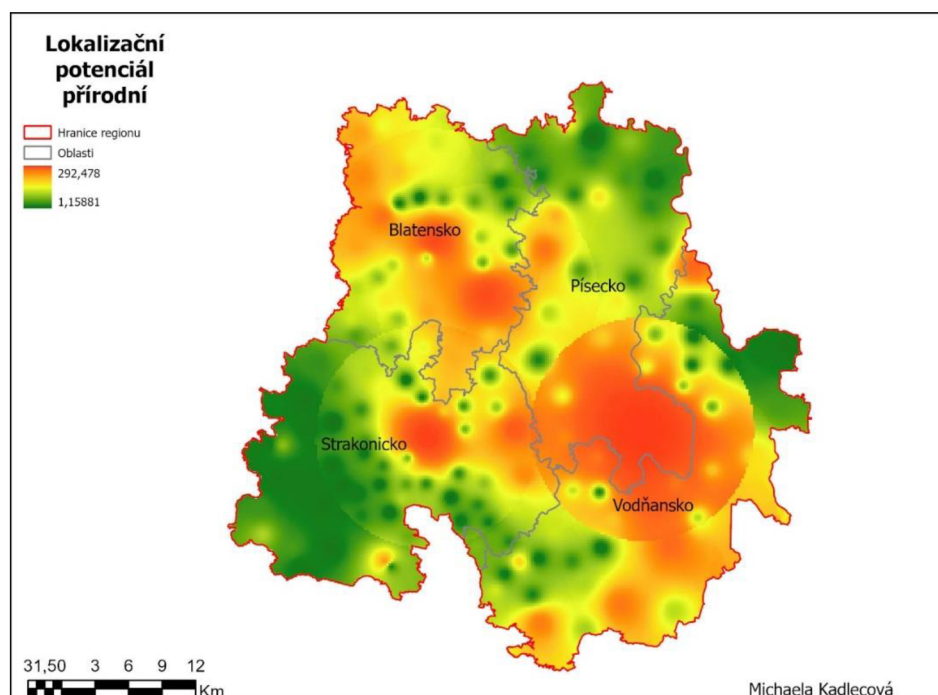 Lokalizační
potenciál
přírodní
Hranice regionu
Oblasti
292,478
1,15881
Blatensko
Písecko
Strakonicko
Vodňansko
31,50 3 6 9 12
Km
Michaela Kadlecová